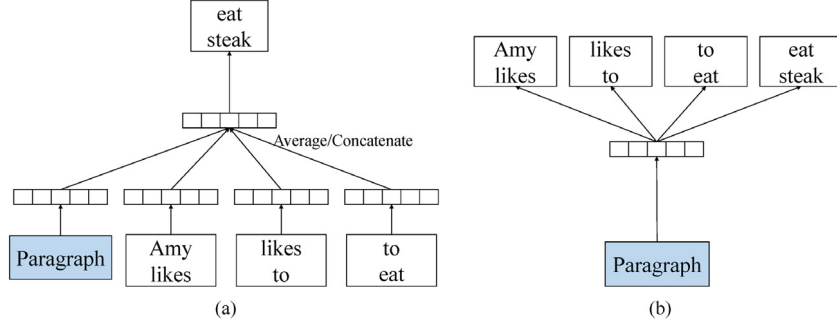 eat
steak
Average/Concatenate
Paragraph
Amy
likes
likes
to
to
eat
(a)
Amy
likes
likes
to
to
eat
eat
steak
Paragraph
(b)